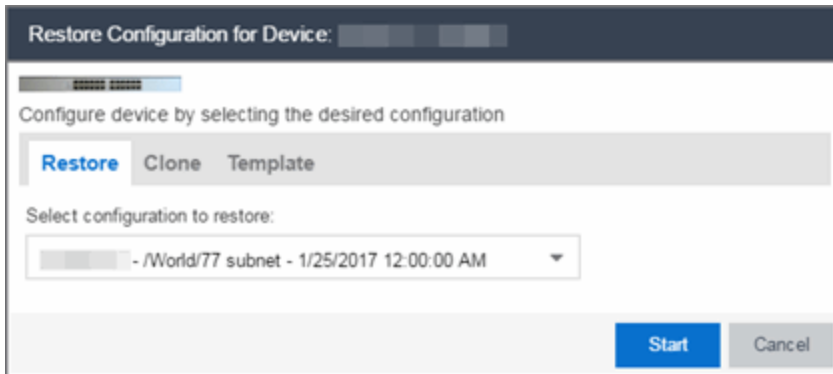 Restore Configuration for Device:
Configure device by selecting the desired configuration
Restore Clone Template
Select configuration to restore:
- /World/77 subnet - 1/25/2017 12:00:00 AM
Start Cancel